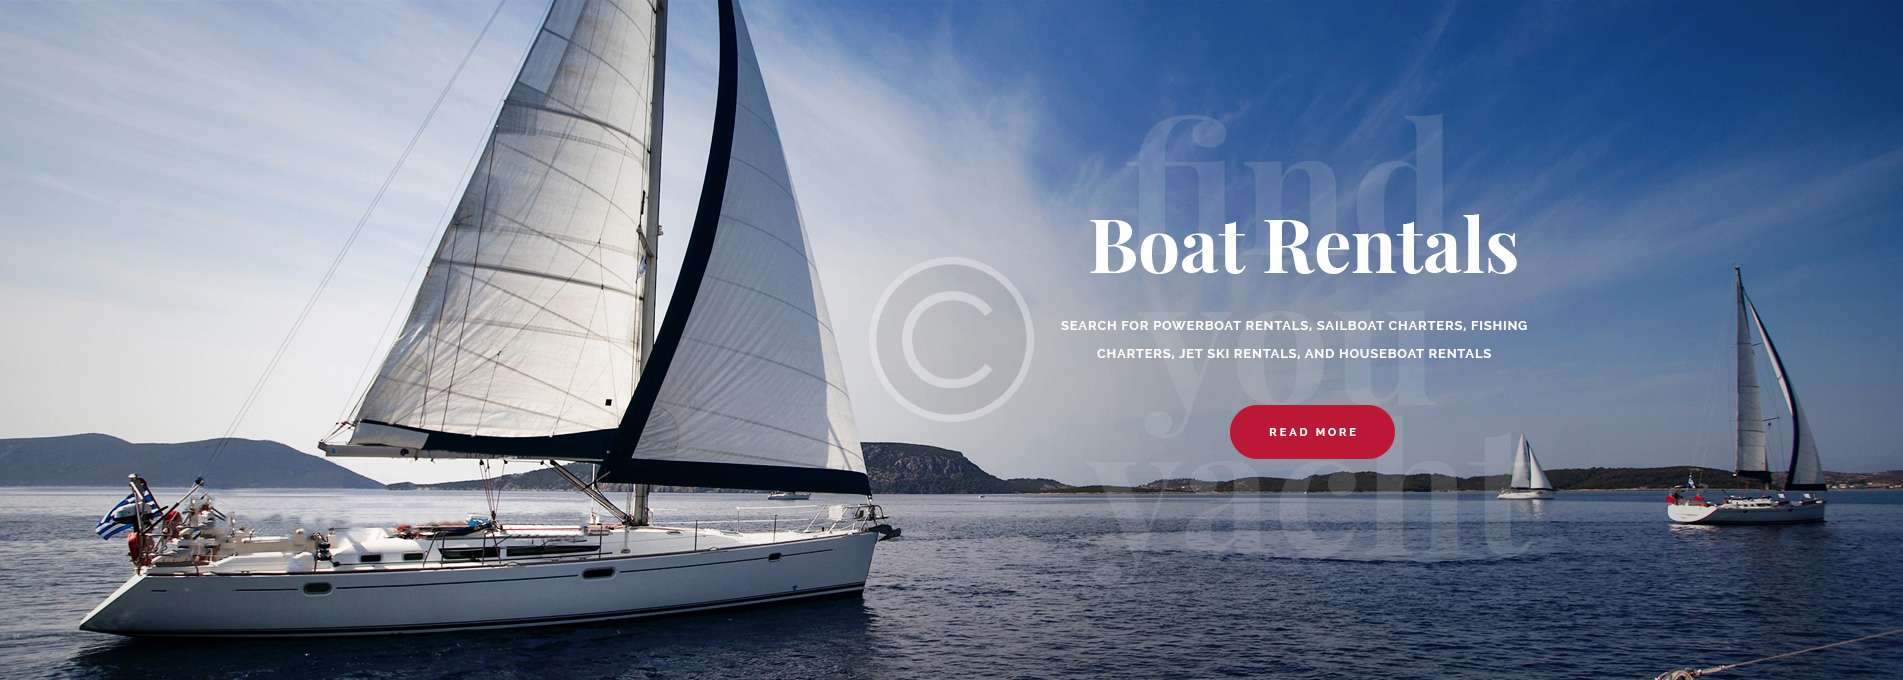 find
Boat Rentals
you
SEARCH FOR POWERBOAT RENTALS, SAILBOAT CHARTERS, FISHING
CHARTERS, JET SKI RENTALS, AND HOUSEBOAT RENTALS
READ MORE
yacht
©